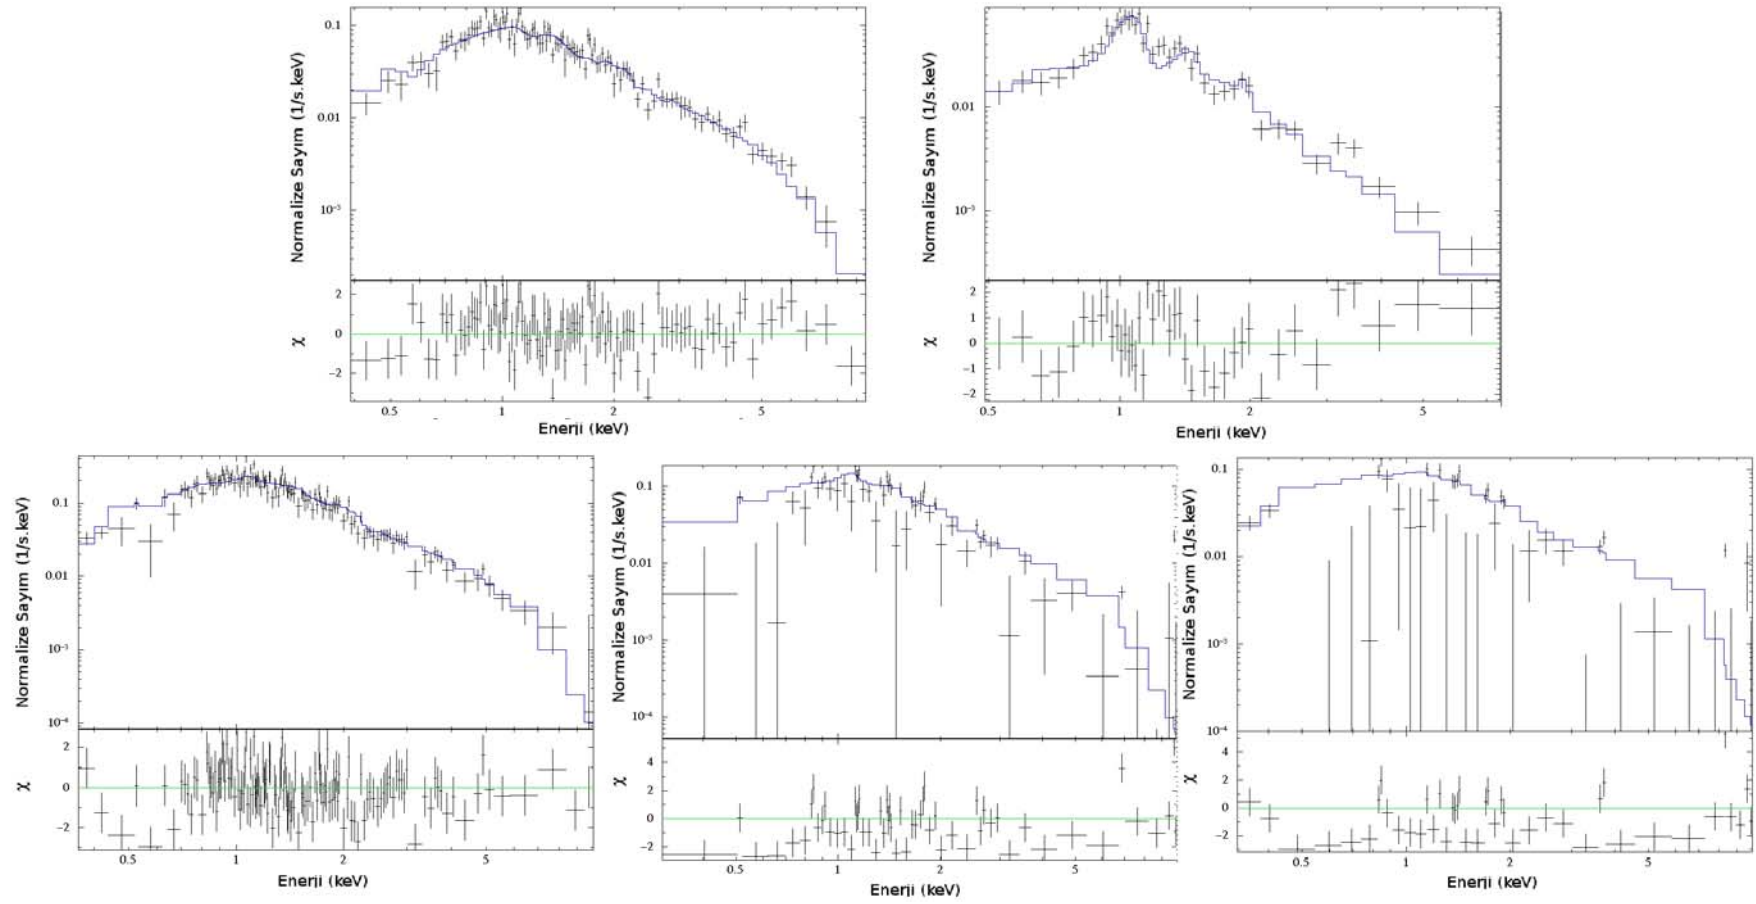 Normalize Sayım (1/s.keV)
0.1
0.01
10⁻³
χ
2
0
−2
0.5 1 2 5
Enerji (keV)
Normalize Sayım (1/s.keV)
0.01
10⁻³
χ
2
1
0
−1
−2
0.5 1 2 5
Enerji (keV)
Normalize Sayım (1/s.keV)
0.1
0.01
10⁻³
10⁻⁴
χ
2
0
−2
0.5 1 2 5
Enerji (keV)
Normalize Sayım (1/s.keV)
0.1
0.01
10⁻³
10⁻⁴
χ
4
2
0
−2
0.5 1 2 5
Enerji (keV)
Normalize Sayım (1/s.keV)
0.1
0.01
10⁻³
10⁻⁴
χ
4
2
0
−2
0.5 1 2 5
Enerji (keV)